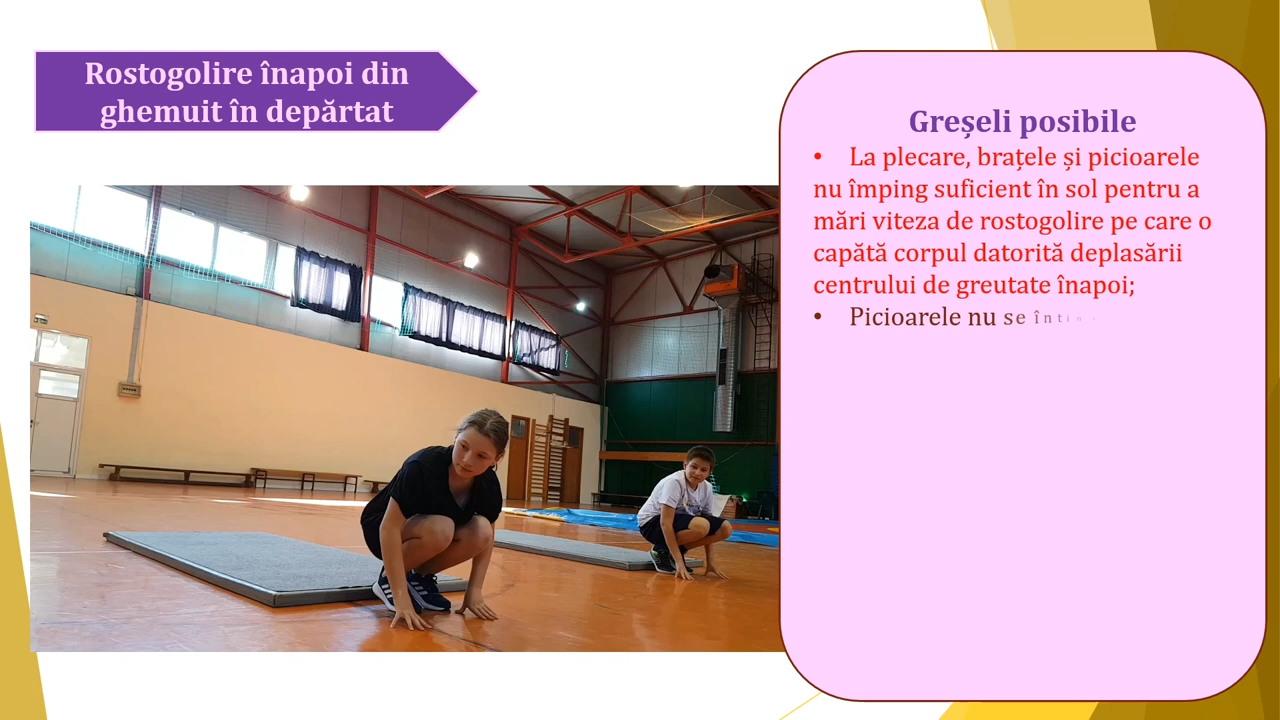 Rostogolire înapoi din
ghemuit în depărtat
Greșeli posibile
• La plecare, brațele și picioarele
nu împing suficient în sol pentru a
mări viteza de rostogolire pe care o
capătă corpul datorită deplasării
centrului de greutate înapoi;
• Picioarele nu se